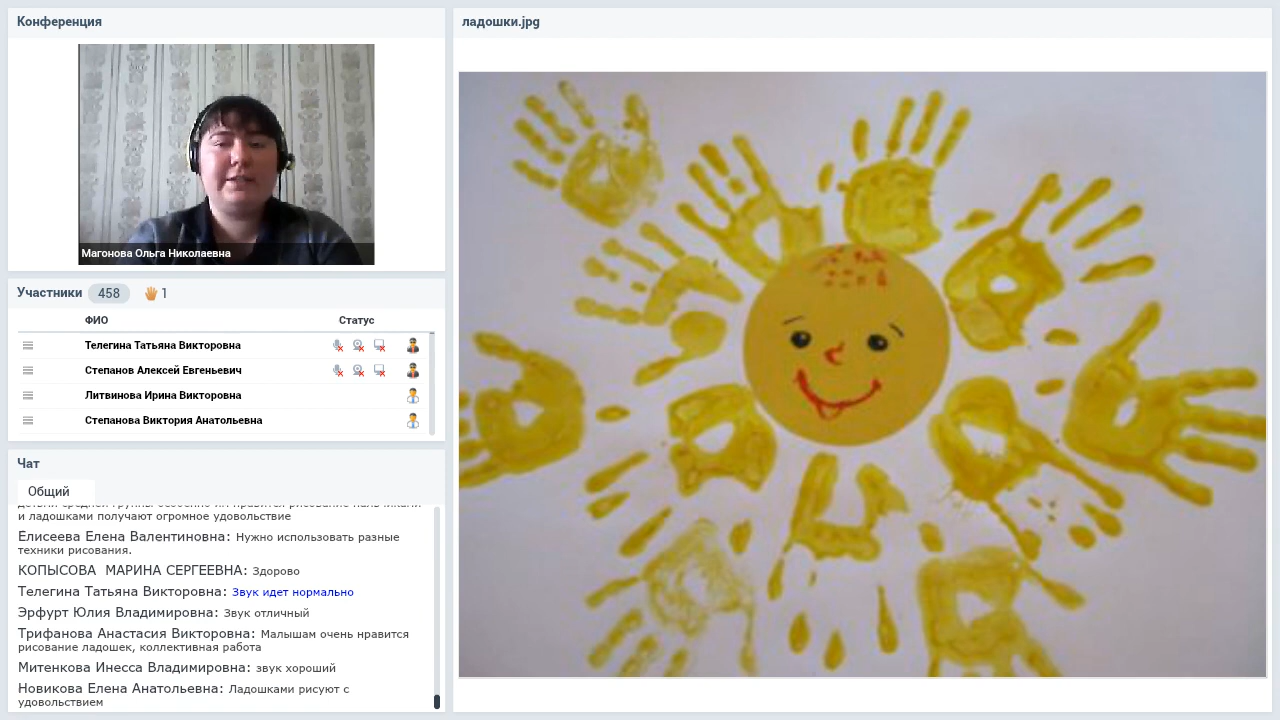 Конференция
Магонова Ольга Николаевна
Участники 458 1
ФИО Статус
Телегина Татьяна Викторовна
Степанов Алексей Евгеньевич
Литвинова Ирина Викторовна
Степанова Виктория Анатольевна
Чат
Общий
и ладошками получают огромное удовольствие
Елисеева Елена Валентиновна: Нужно использовать разные
техники рисования.
КОПЫСОВА МАРИНА СЕРГЕЕВНА: Здорово
Телегина Татьяна Викторовна: Звук идет нормально
Эрфурт Юлия Владимировна: Звук отличный
Трифанова Анастасия Викторовна: Малышам очень нравится
рисование ладошек, коллективная работа
Митенкова Инесса Владимировна: звук хороший
Новикова Елена Анатольевна: Ладошками рисуют с
удовольствием
ладошки.jpg